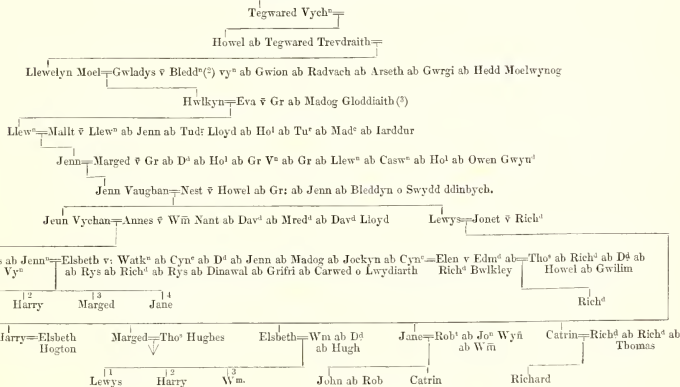 Tegward Vychⁿ
Howel ab Tegwared Trevdraith
Llewelyn Moel Gwladys v̄ Bleddⁿ(²) vyⁿ ab Gwion ab Radvach ab Arseth ab Gwrgi ab Hedd Moelwynog
Hwlkyn Eva v̄ Gr ab Madog Gloddiaith (³)
Llewⁿ Mallt v̄ Llewⁿ ab Jenn ab Tudr̄ Lloyd ab Hoˡ ab Tuʳ ab Madᶜ ab Iarddur
Jenn Marged v̄ Gr ab Dᵈ ab Hoˡ ab Gr Vⁿ ab Gr ab Llewⁿ ab Caswⁿ ab Hoˡ ab Owen Gwynᵈ
Jenn Vaughan Nest v̄ Howel ab Gr: ab Jenn ab Bleddyn o Swydd ddinbych.
Jeun Vychan Annes v̄ Wm̄ Nant ab Davᵈ ab Mredᵈ ab Davᵈ Lloyd Lewys Jonet v̄ Richᵈ
s ab Jennⁿ Elsbeth v: Watkⁿ ab Cynᶜ ab Dᵈ ab Jenn ab Madog ab Jockyn ab Cynᶜ Elen v Edmᵈ ab Thoˢ ab Richᵈ ab Dᵈ ab
Vyⁿ ab Rys ab Richᵈ ab Rys ab Dinawal ab Grifri ab Carwed o Lwydiarth Richᵈ Bwlkley Howel ab Gwilim
2 3 4
Harry Marged Jane Richᵈ
Harry Elsbeth Marged Thoˢ Hughes Elsbeth Wm ab Dᵈ Jane Robᵗ ab Joⁿ Wyn̄ Catrin Richᵈ ab Richᵈ ab
Hogton ab Hugh ab Wm̄ Thomas
1 2 3
Lewys Harry Wm. John ab Rob Catrin Richard